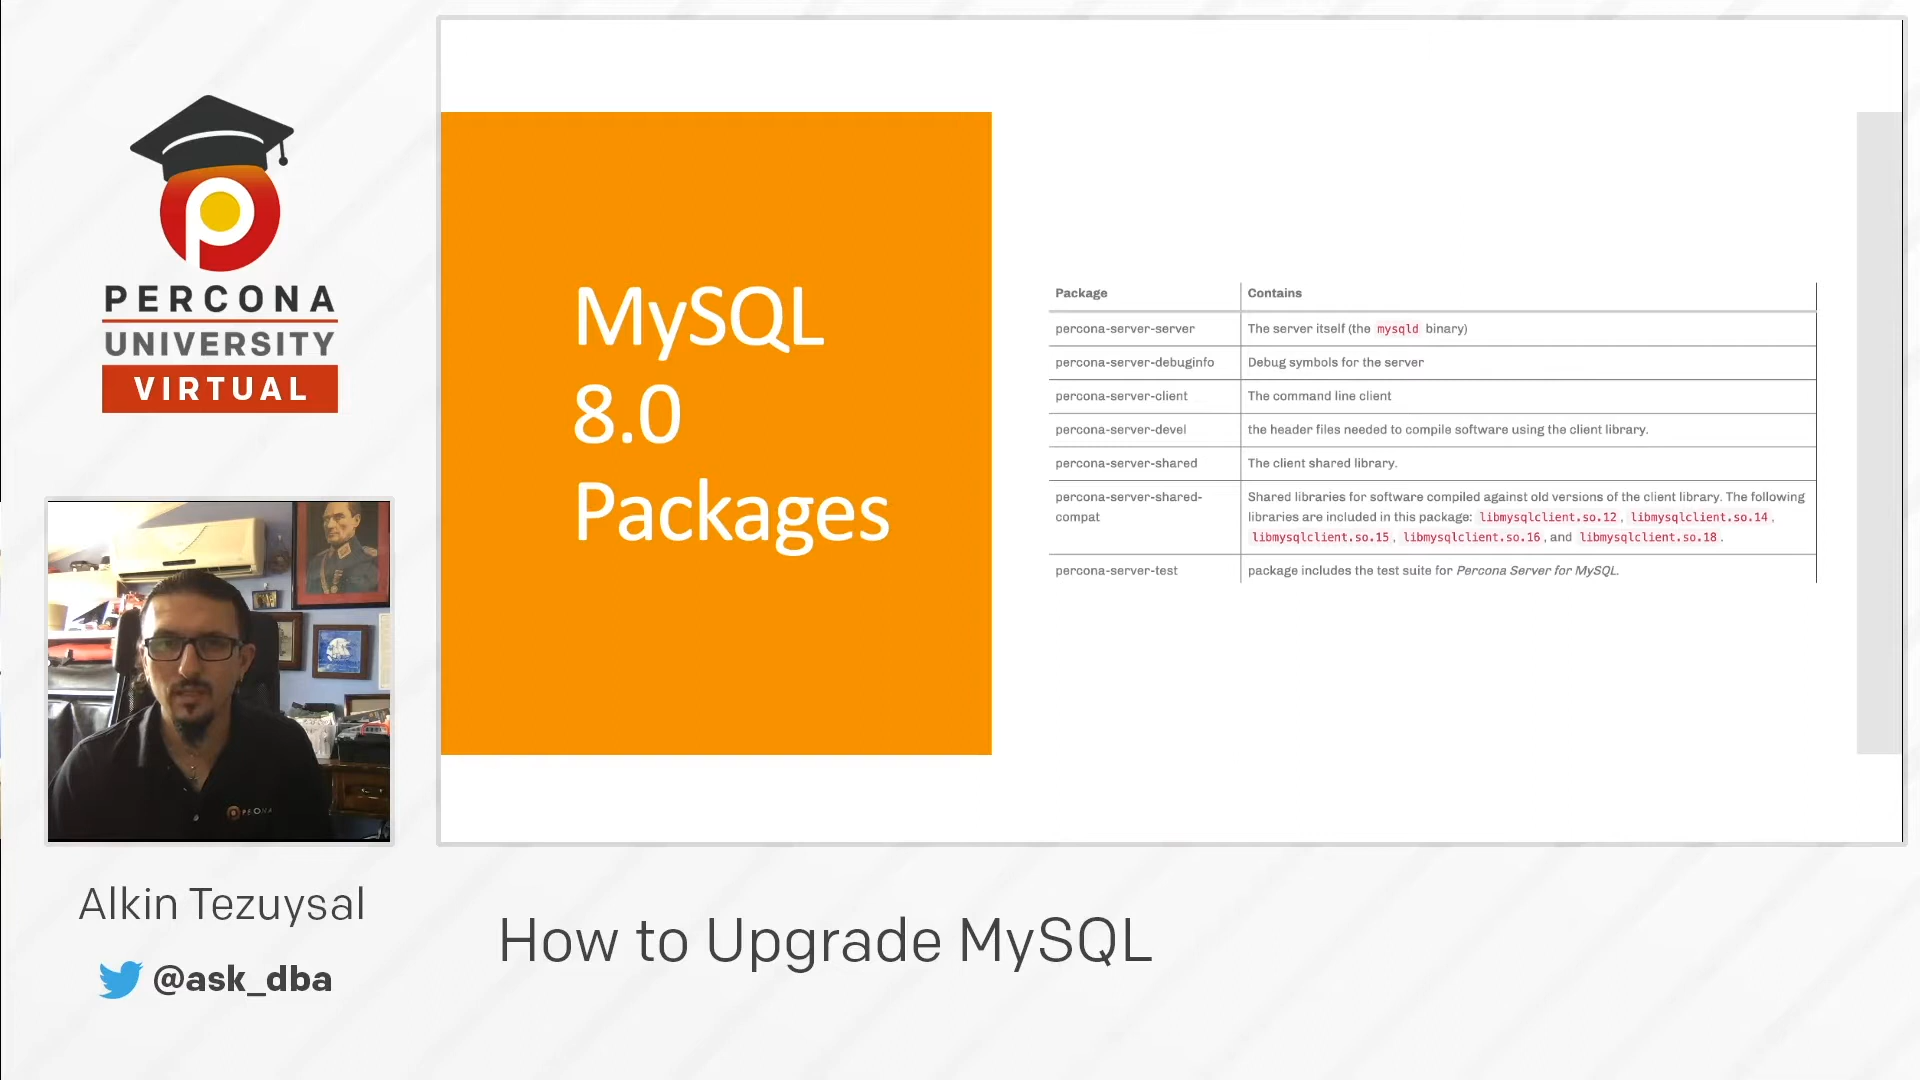 PERCONA
UNIVERSITY
VIRTUAL
MySQL
8.0
Packages
Package Contains
percona-server-server The server itself (the mysqld binary)
percona-server-debuginfo Debug symbols for the server
percona-server-client The command line client
percona-server-devel the header files needed to compile software using the client library.
percona-server-shared The client shared library.
percona-server-shared- Shared libraries for software compiled against old versions of the client library. The following
compat libraries are included in this package: libmysqlclient.so.12, libmysqlclient.so.14,
libmysqlclient.so.15, libmysqlclient.so.16, and libmysqlclient.so.18.
percona-server-test package includes the test suite for Percona Server for MySQL.
PERCONA
Alkin Tezuysal
@ask_dba
How to Upgrade MySQL